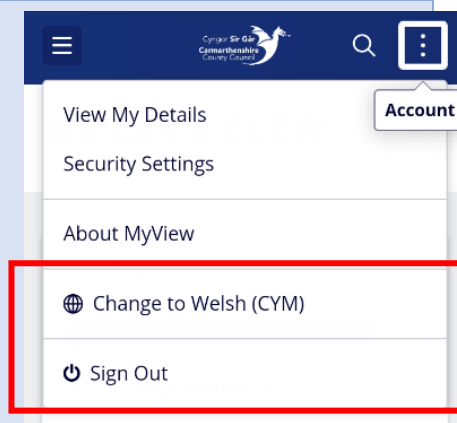 Cyngor Sir Gâr
Carmarthenshire
County Council
Account
View My Details
Security Settings
About MyView
Change to Welsh (CYM)
Sign Out